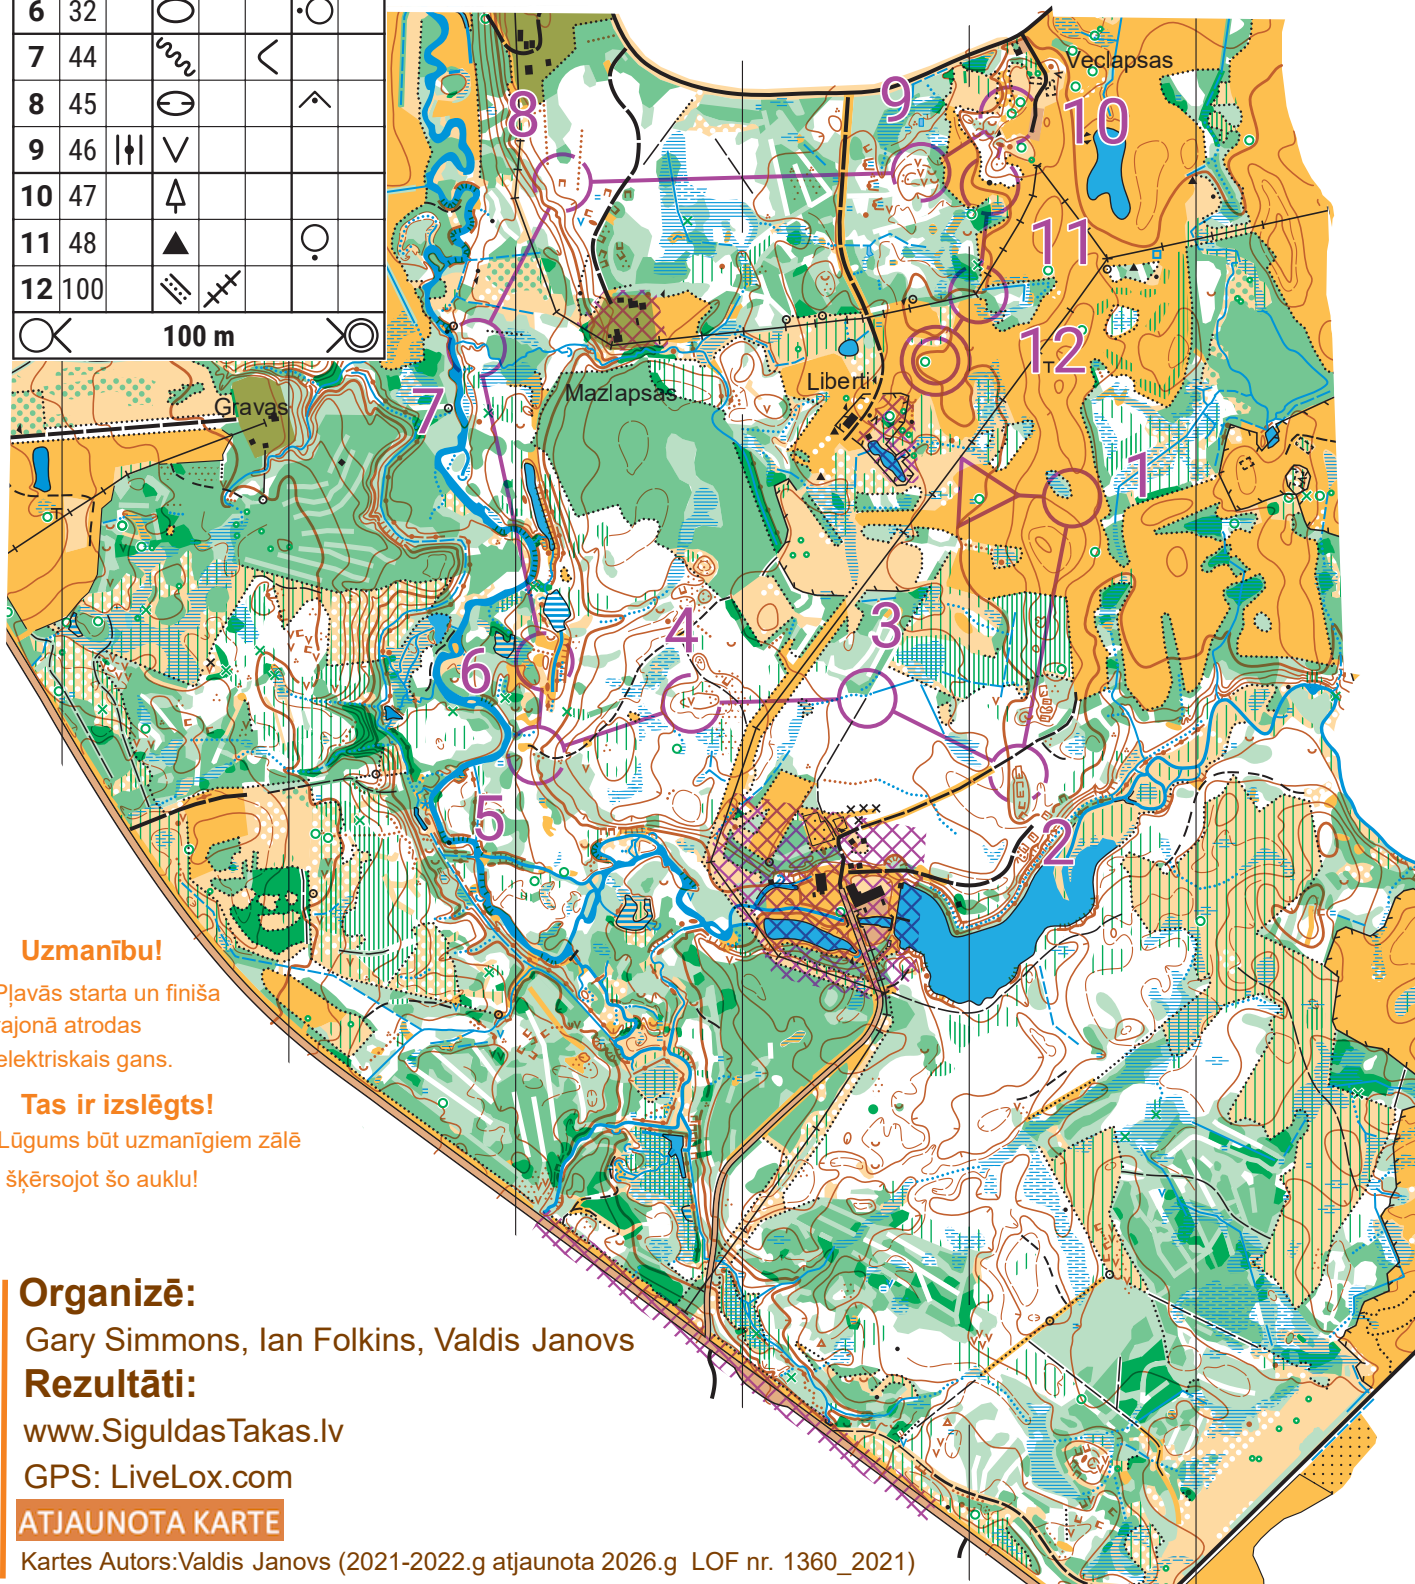 6 32
7 44
8 45
9 46
10 47
11 48
12 100
100 m
Veclapsas
8
9
10
11
12
Mazlapsas
Liberti
Gravas
7
1
3
4
6
5
2
Uzmanību!
Pļavās starta un finiša
rajonā atrodas
elektriskais gans.
Tas ir izslēgts!
Lūgums būt uzmanīgiem zālē
šķērsojot šo auklu!
Organizē:
Gary Simmons, Ian Folkins, Valdis Janovs
Rezultāti:
www.SiguldasTakas.lv
GPS: LiveLox.com
ATJAUNOTA KARTE
Kartes Autors:Valdis Janovs (2021-2022.g atjaunota 2026.g LOF nr. 1360_2021)